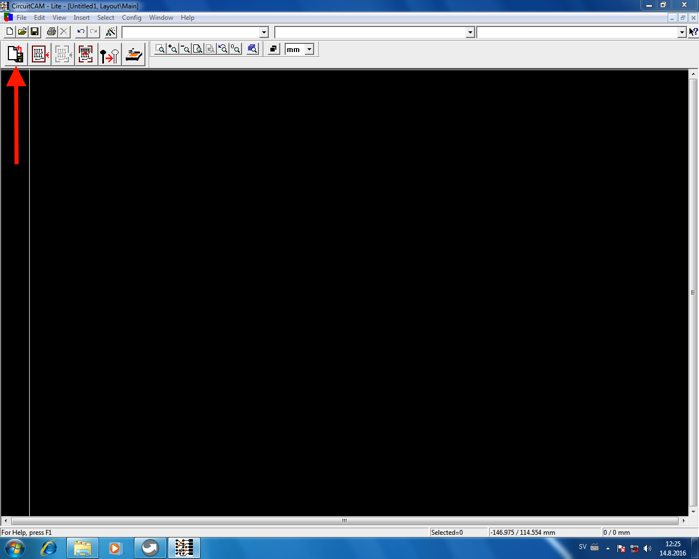 CircuitCAM - Lite - [Untitled1, Layout\Main]
File Edit View Insert Select Config Window Help
mm
For Help, press F1
Selected=0
-146.975 / 114.554 mm
0 / 0 mm
SV
12:25
14.8.2016